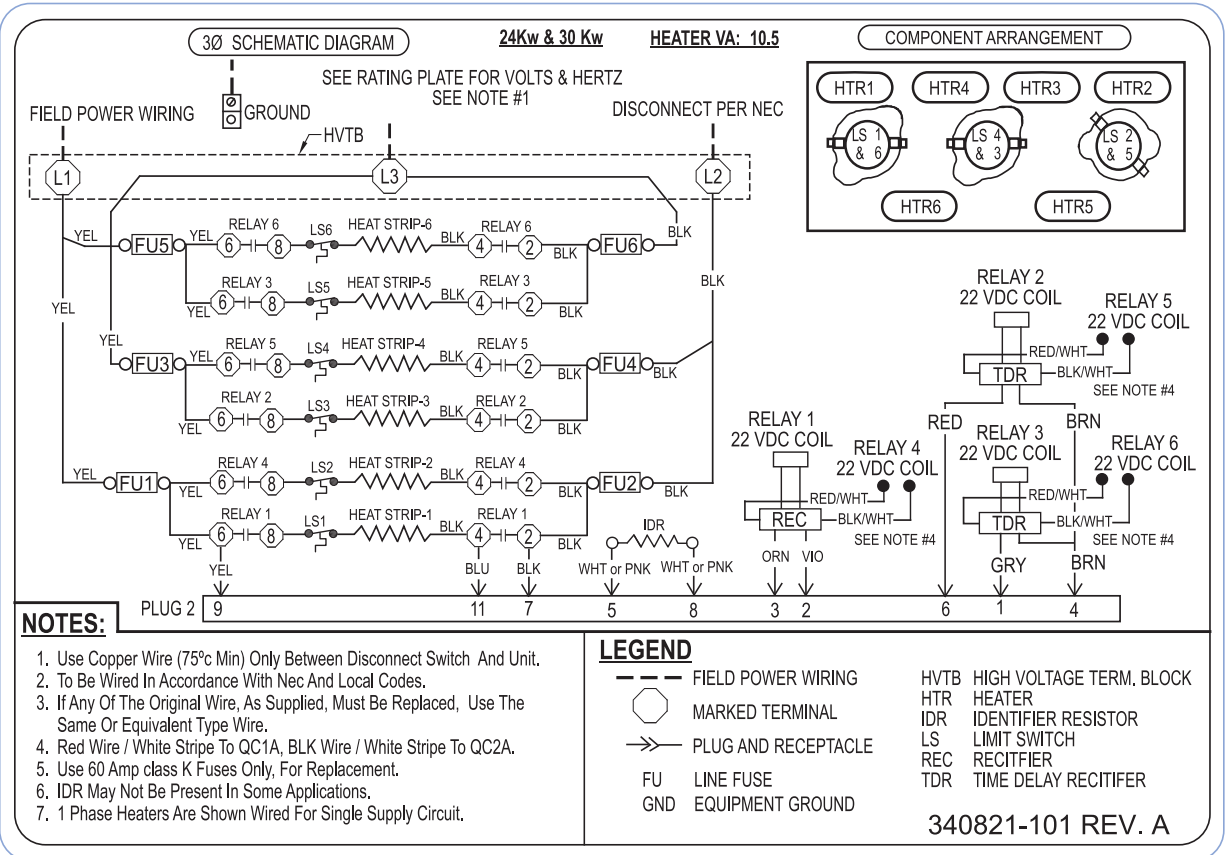 3Ø SCHEMATIC DIAGRAM
24Kw & 30 Kw
HEATER VA: 10.5
COMPONENT ARRANGEMENT
SEE RATING PLATE FOR VOLTS & HERTZ
SEE NOTE #1
FIELD POWER WIRING
GROUND
DISCONNECT PER NEC
HVTB
L1
L3
L2
HTR1
HTR4
HTR3
HTR2
LS 1
& 6
LS 4
& 3
LS 2
& 5
HTR6
HTR5
YEL
FU5
YEL
RELAY 6
6
8
LS6
HEAT STRIP-6
BLK
RELAY 6
4
2
BLK
FU6
BLK
YEL
RELAY 3
6
8
LS5
HEAT STRIP-5
BLK
RELAY 3
4
2
BLK
YEL
BLK
YEL
FU3
YEL
RELAY 5
6
8
LS4
HEAT STRIP-4
BLK
RELAY 5
4
2
FU4
BLK
YEL
RELAY 2
6
8
LS3
HEAT STRIP-3
BLK
RELAY 2
4
2
BLK
YEL
FU1
YEL
RELAY 4
6
8
LS2
HEAT STRIP-2
BLK
RELAY 4
4
2
FU2
BLK
YEL
RELAY 1
6
8
LS1
HEAT STRIP-1
BLK
RELAY 1
4
2
BLK
IDR
YEL
BLU
BLK
WHT or PNK
WHT or PNK
RELAY 1
22 VDC COIL
RELAY 4
22 VDC COIL
RED/WHT
REC
BLK/WHT
SEE NOTE #4
ORN
VIO
RELAY 2
22 VDC COIL
RELAY 5
22 VDC COIL
RED/WHT
TDR
BLK/WHT
SEE NOTE #4
RED
BRN
RELAY 3
22 VDC COIL
RELAY 6
22 VDC COIL
RED/WHT
TDR
BLK/WHT
SEE NOTE #4
GRY
BRN
PLUG 2
9
11
7
5
8
3
2
6
1
4
NOTES:
1. Use Copper Wire (75ºc Min) Only Between Disconnect Switch And Unit.
2. To Be Wired In Accordance With Nec And Local Codes.
3. If Any Of The Original Wire, As Supplied, Must Be Replaced, Use The
Same Or Equivalent Type Wire.
4. Red Wire / White Stripe To QC1A, BLK Wire / White Stripe To QC2A.
5. Use 60 Amp class K Fuses Only, For Replacement.
6. IDR May Not Be Present In Some Applications.
7. 1 Phase Heaters Are Shown Wired For Single Supply Circuit.
LEGEND
FIELD POWER WIRING
MARKED TERMINAL
PLUG AND RECEPTACLE
FU LINE FUSE
GND EQUIPMENT GROUND
HVTB HIGH VOLTAGE TERM. BLOCK
HTR HEATER
IDR IDENTIFIER RESISTOR
LS LIMIT SWITCH
REC RECITFIER
TDR TIME DELAY RECITIFER
340821-101 REV. A